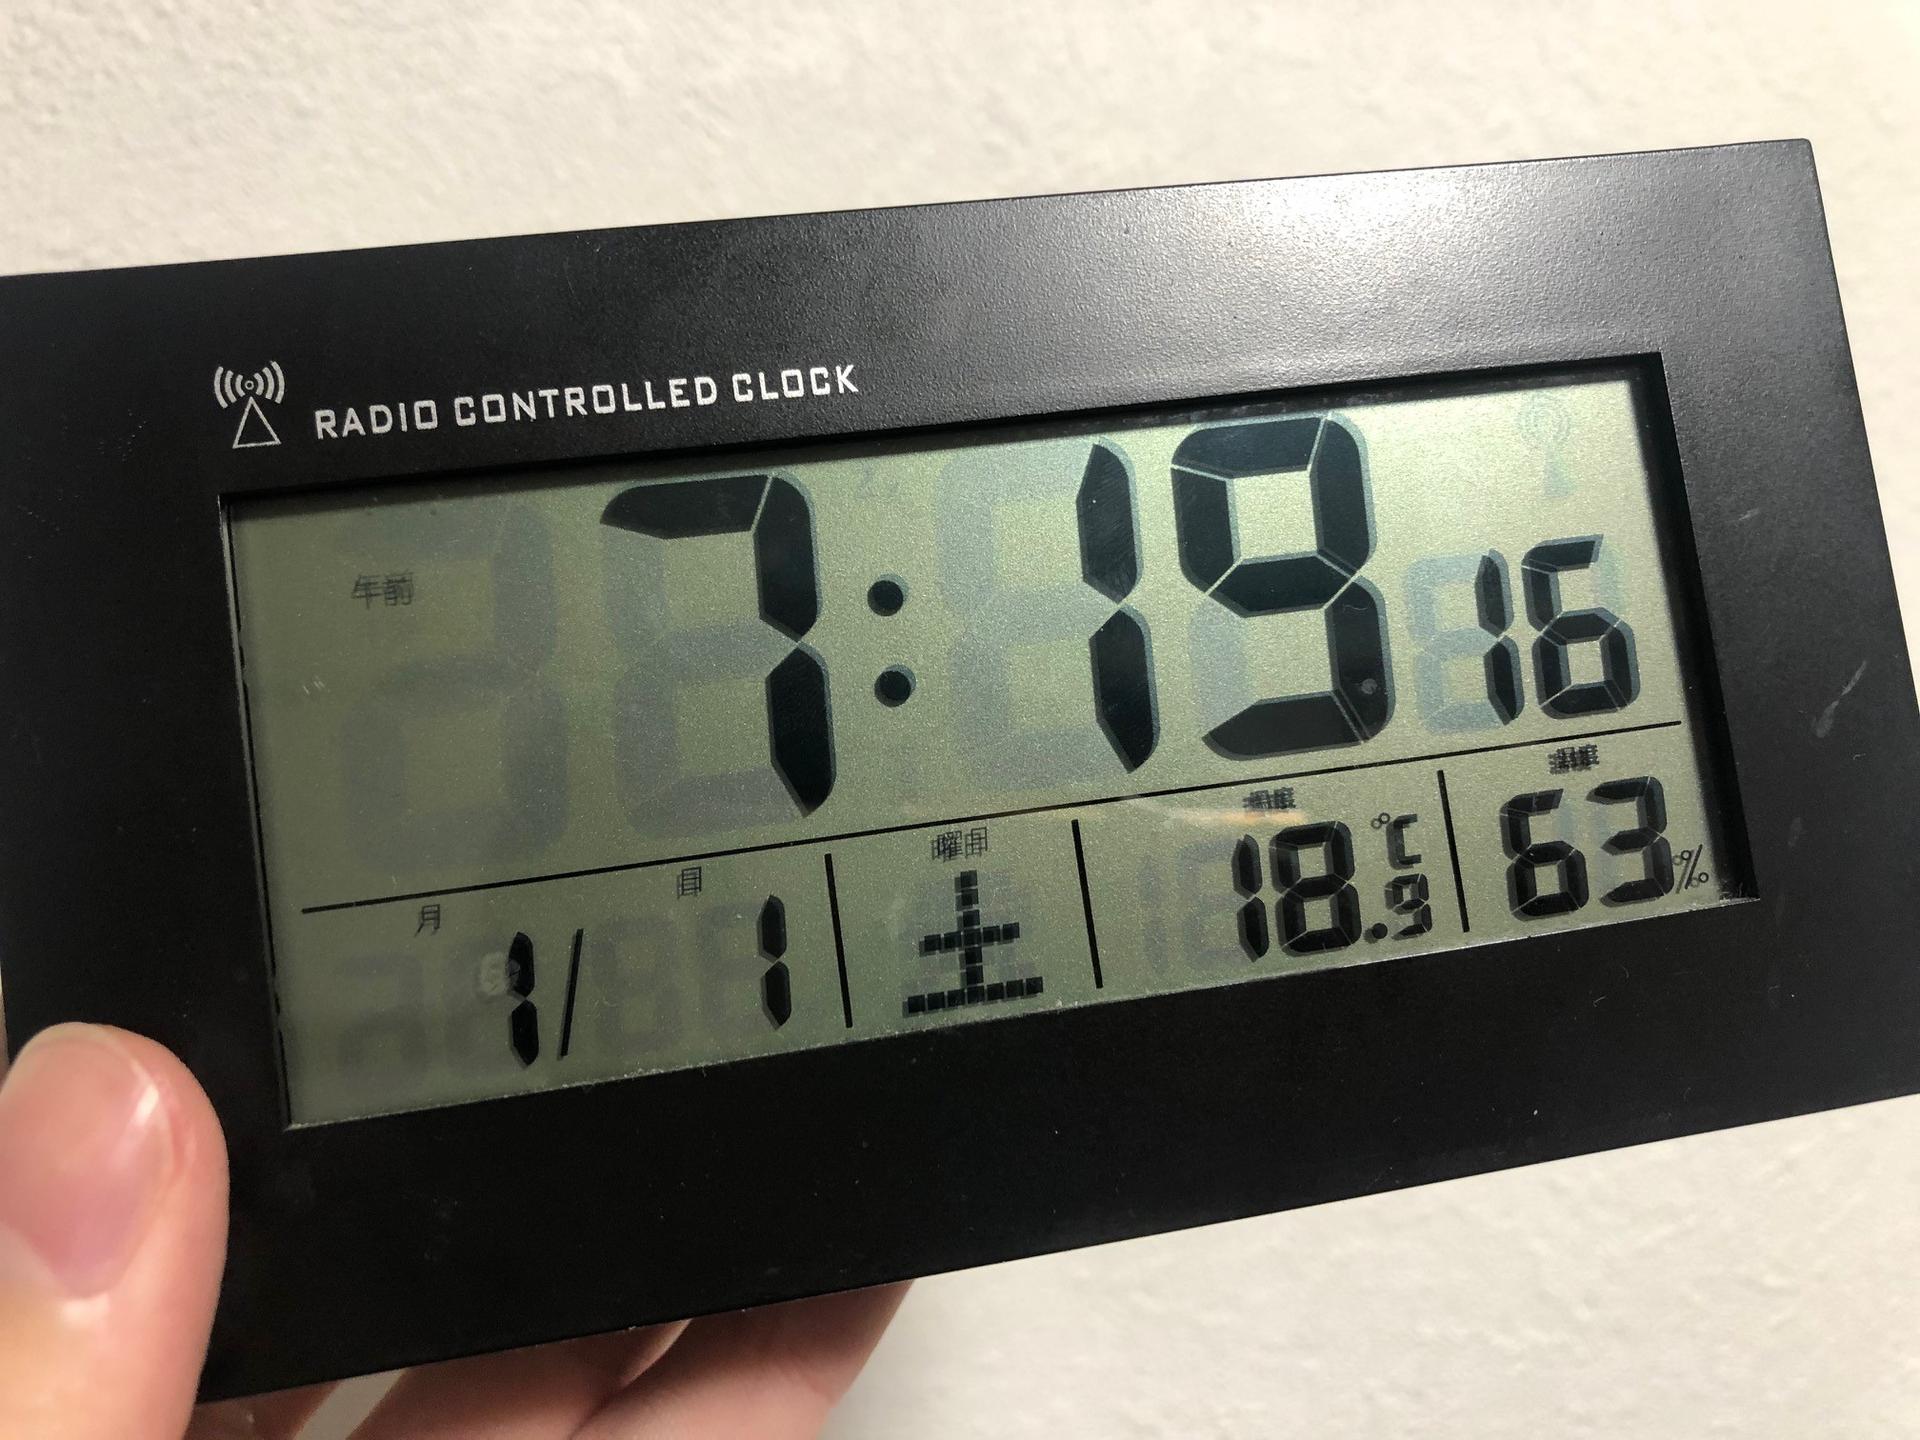 RADIO CONTROLLED CLOCK
午前 7:19 16
月 日 曜日 温度 湿度
1/1 土 18.9℃ 63%